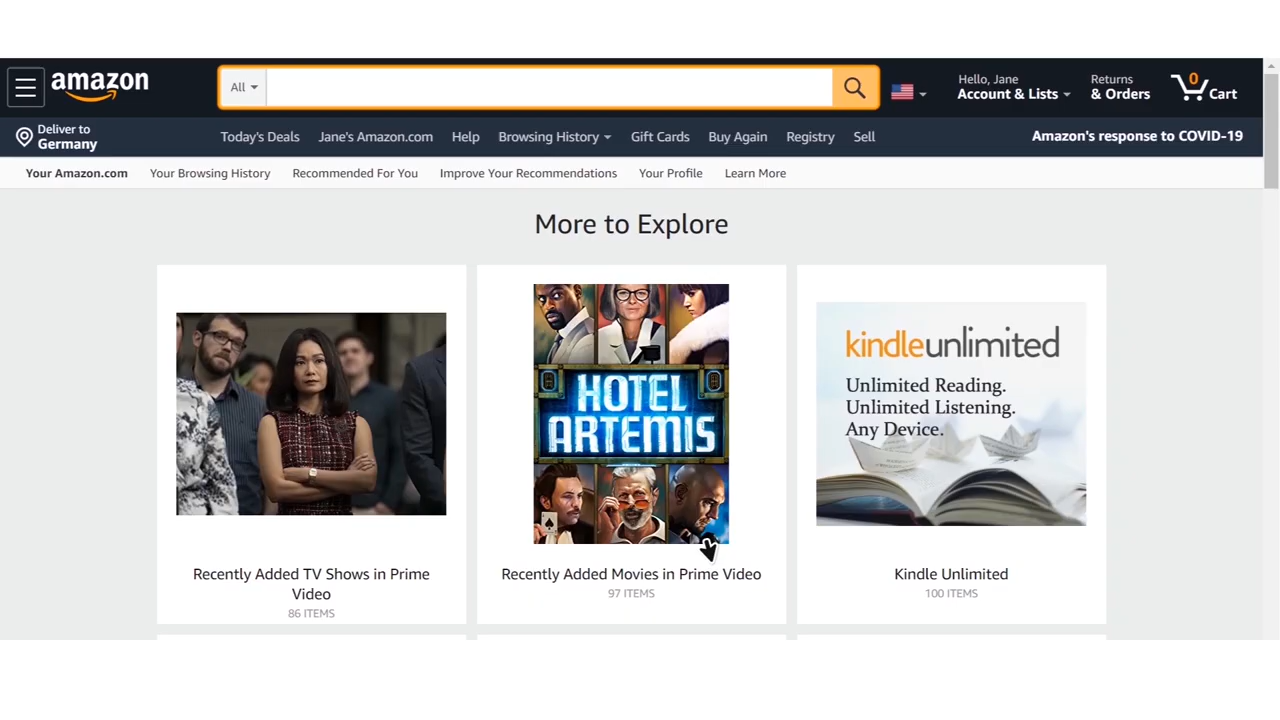 amazon
All
Hello, Jane
Account & Lists
Returns
& Orders
0
Cart
Deliver to
Germany
Today's Deals
Jane's Amazon.com
Help
Browsing History
Gift Cards
Buy Again
Registry
Sell
Amazon's response to COVID-19
Your Amazon.com
Your Browsing History
Recommended For You
Improve Your Recommendations
Your Profile
Learn More
More to Explore
HOTEL
ARTEMIS
kindleunlimited
Unlimited Reading.
Unlimited Listening.
Any Device.
Recently Added TV Shows in Prime
Video
86 ITEMS
Recently Added Movies in Prime Video
97 ITEMS
Kindle Unlimited
100 ITEMS